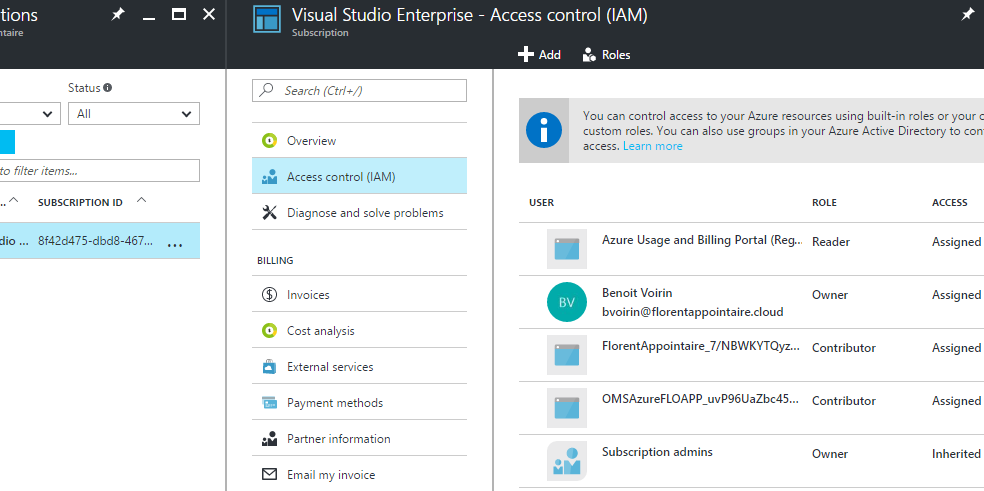 tions
ntaire
Status
All
to filter items...
...
SUBSCRIPTION ID
dio ...
8f42d475-dbd8-467...
...
Visual Studio Enterprise - Access control (IAM)
Subscription
Search (Ctrl+/)
Overview
Access control (IAM)
Diagnose and solve problems
BILLING
Invoices
Cost analysis
External services
Payment methods
Partner information
Email my invoice
Add
Roles
You can control access to your Azure resources using built-in roles or your o
custom roles. You can also use groups in your Azure Active Directory to cont
access. Learn more
USER ROLE ACCESS
Azure Usage and Billing Portal (Reg... Reader Assigned
BV
Benoit Voirin Owner Assigned
bvoirin@florentappointaire.cloud
FlorentAppointaire_7/NBWKYTQyz... Contributor Assigned
OMSAzureFLOAPP_uvP96UaZbc45... Contributor Assigned
Subscription admins Owner Inherited